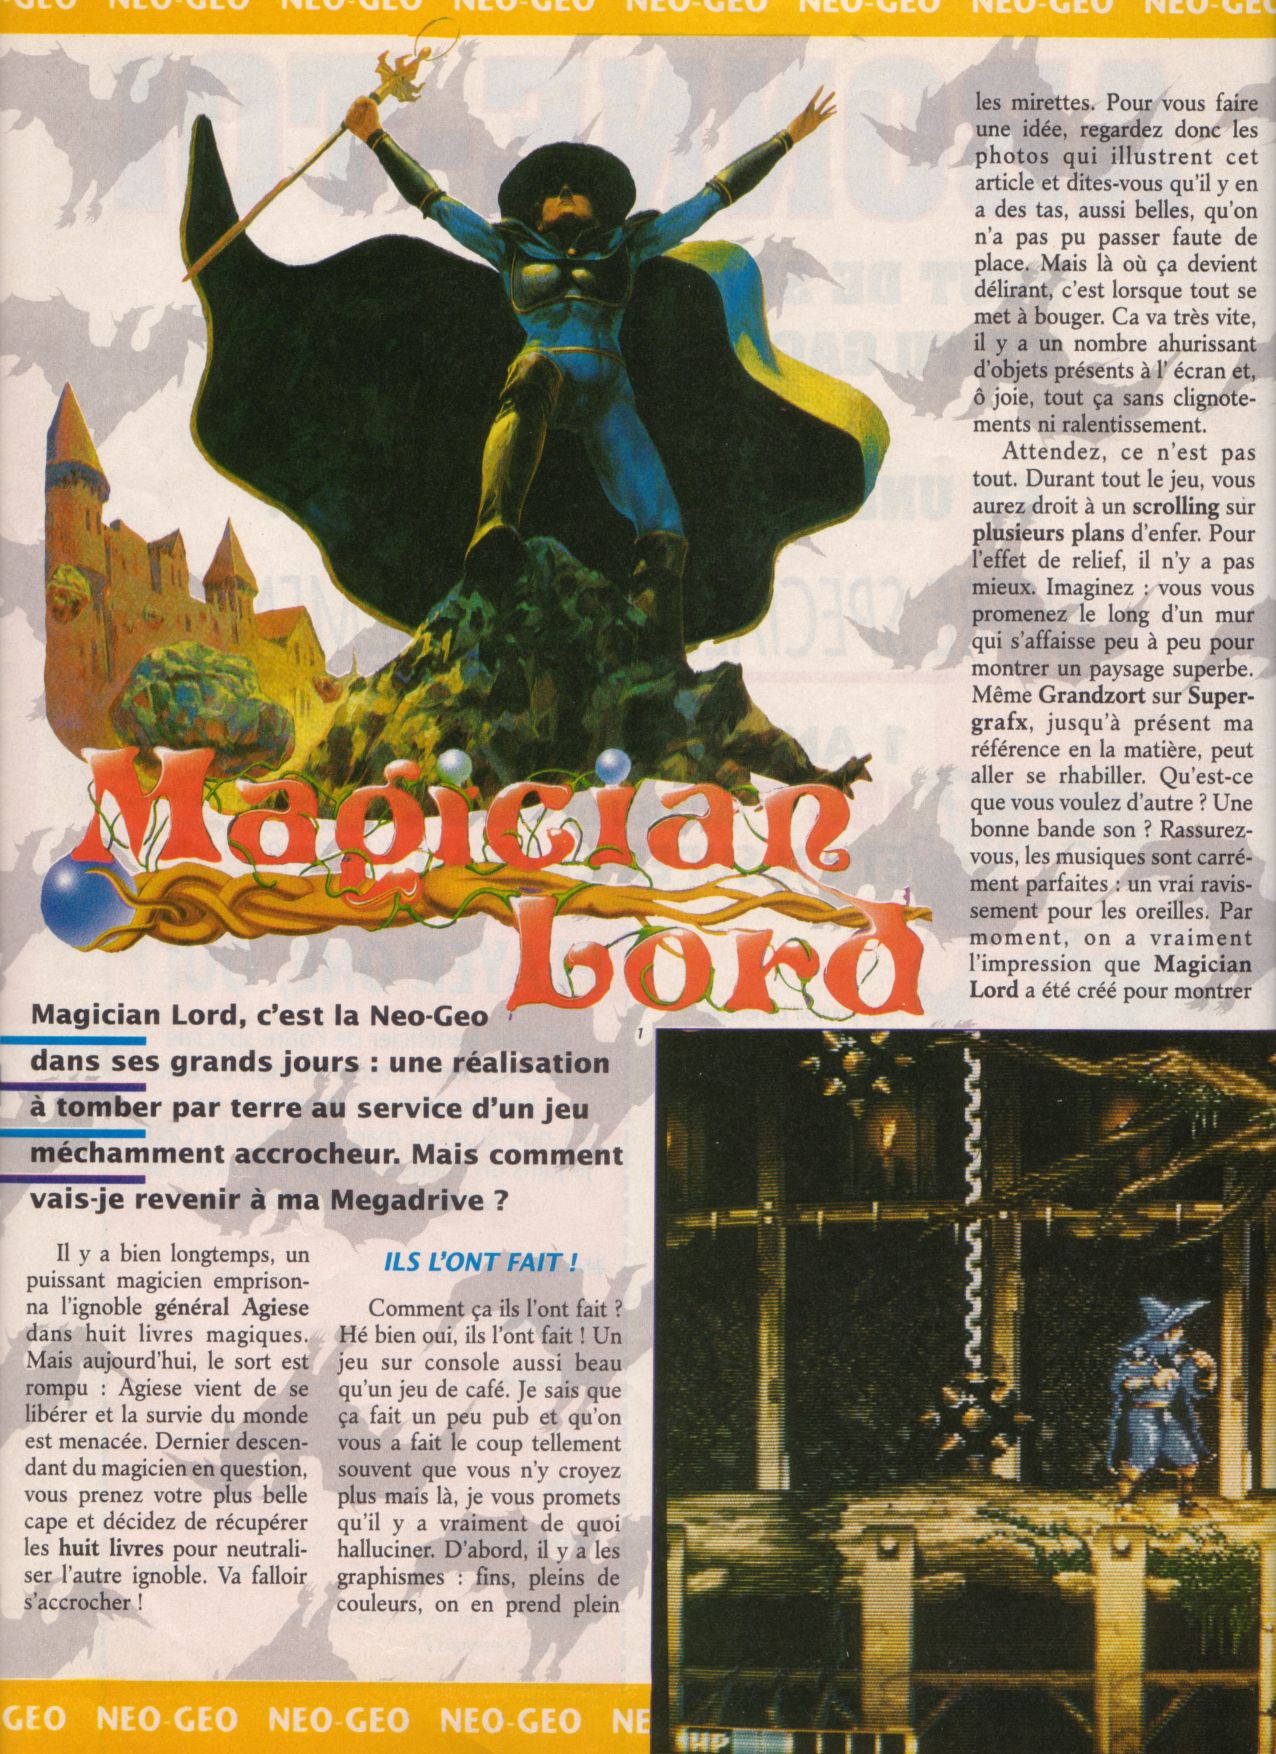 GEO NEO-GEO NEO-GEO NEO-GEO NEO-GEO NEO-GEO NEO-GEO NEO-GE
Magician
Lord
Magician Lord, c'est la Neo-Geo
dans ses grands jours : une réalisation
à tomber par terre au service d'un jeu
méchamment accrocheur. Mais comment
vais-je revenir à ma Megadrive ?
Il y a bien longtemps, un
puissant magicien emprison-
na l'ignoble général Agiese
dans huit livres magiques.
Mais aujourd'hui, le sort est
rompu : Agiese vient de se
libérer et la survie du monde
est menacée. Dernier descen-
dant du magicien en question,
vous prenez votre plus belle
cape et décidez de récupérer
les huit livres pour neutrali-
ser l'autre ignoble. Va falloir
s'accrocher !
ILS L'ONT FAIT !
Comment ça ils l'ont fait ?
Hé bien oui, ils l'ont fait ! Un
jeu sur console aussi beau
qu'un jeu de café. Je sais que
ça fait un peu pub et qu'on
vous a fait le coup tellement
souvent que vous n'y croyez
plus mais là, je vous promets
qu'il y a vraiment de quoi
halluciner. D'abord, il y a les
graphismes : fins, pleins de
couleurs, on en prend plein
les mirettes. Pour vous faire
une idée, regardez donc les
photos qui illustrent cet
article et dites-vous qu'il y en
a des tas, aussi belles, qu'on
n'a pas pu passer faute de
place. Mais là où ça devient
délirant, c'est lorsque tout se
met à bouger. Ca va très vite,
il y a un nombre ahurissant
d'objets présents à l' écran et,
ô joie, tout ça sans clignote-
ments ni ralentissement.
Attendez, ce n'est pas
tout. Durant tout le jeu, vous
aurez droit à un scrolling sur
plusieurs plans d'enfer. Pour
l'effet de relief, il n'y a pas
mieux. Imaginez : vous vous
promenez le long d'un mur
qui s'affaisse peu à peu pour
montrer un paysage superbe.
Même Grandzort sur Super-
grafx, jusqu'à présent ma
référence en la matière, peut
aller se rhabiller. Qu'est-ce
que vous voulez d'autre ? Une
bonne bande son ? Rassurez-
vous, les musiques sont carré-
ment parfaites : un vrai ravis-
sement pour les oreilles. Par
moment, on a vraiment
l'impression que Magician
Lord a été créé pour montrer
1
HP
GEO NEO-GEO NEO-GEO NEO-GEO NE